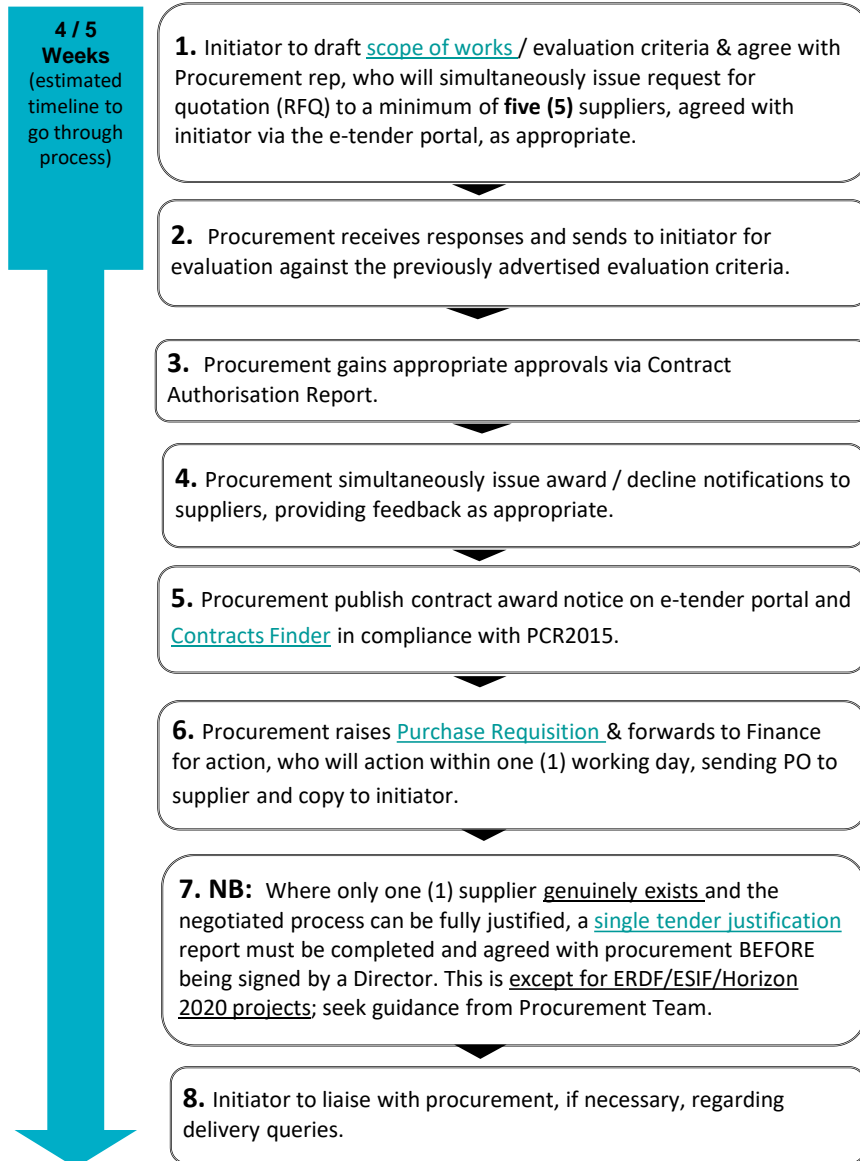 4 / 5
Weeks
(estimated
timeline to
go through
process)
1. Initiator to draft scope of works / evaluation criteria & agree with
Procurement rep, who will simultaneously issue request for
quotation (RFQ) to a minimum of five (5) suppliers, agreed with
initiator via the e-tender portal, as appropriate.
2. Procurement receives responses and sends to initiator for
evaluation against the previously advertised evaluation criteria.
3. Procurement gains appropriate approvals via Contract
Authorisation Report.
4. Procurement simultaneously issue award / decline notifications to
suppliers, providing feedback as appropriate.
5. Procurement publish contract award notice on e-tender portal and
Contracts Finder in compliance with PCR2015.
6. Procurement raises Purchase Requisition & forwards to Finance
for action, who will action within one (1) working day, sending PO to
supplier and copy to initiator.
7. NB: Where only one (1) supplier genuinely exists and the
negotiated process can be fully justified, a single tender justification
report must be completed and agreed with procurement BEFORE
being signed by a Director. This is except for ERDF/ESIF/Horizon
2020 projects; seek guidance from Procurement Team.
8. Initiator to liaise with procurement, if necessary, regarding
delivery queries.